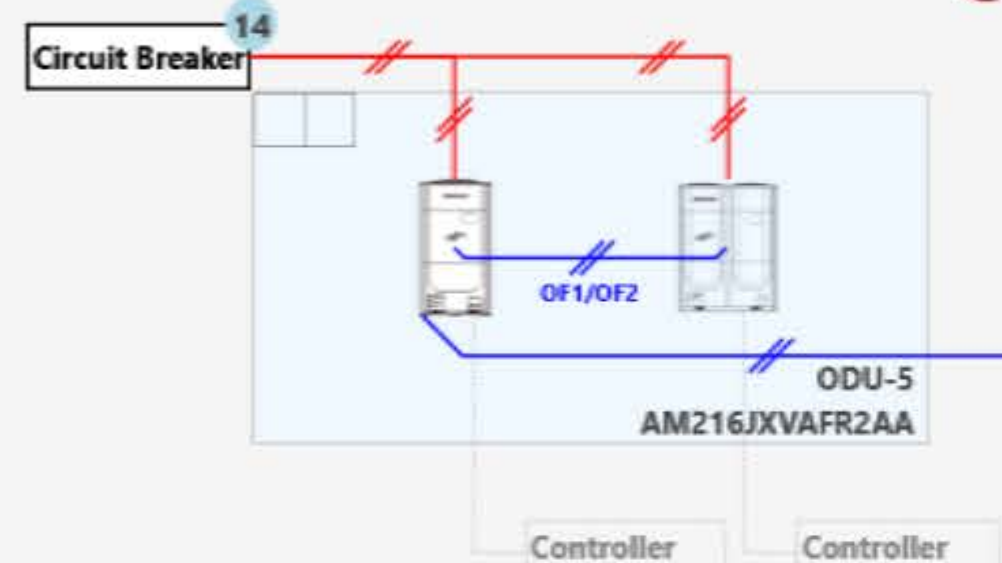 14
Circuit Breaker
OF1/OF2
ODU-5
AM216JXVAFR2AA
Controller
Controller